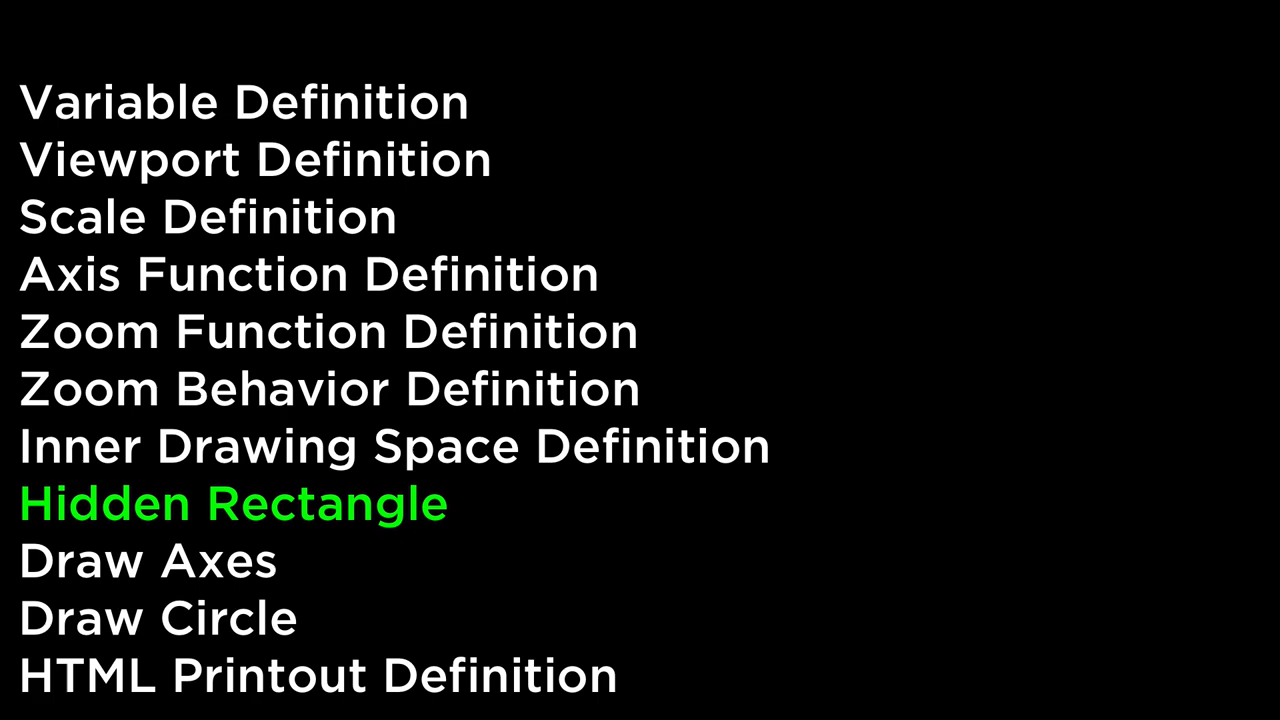 Variable Definition
Viewport Definition
Scale Definition
Axis Function Definition
Zoom Function Definition
Zoom Behavior Definition
Inner Drawing Space Definition
Hidden Rectangle
Draw Axes
Draw Circle
HTML Printout Definition